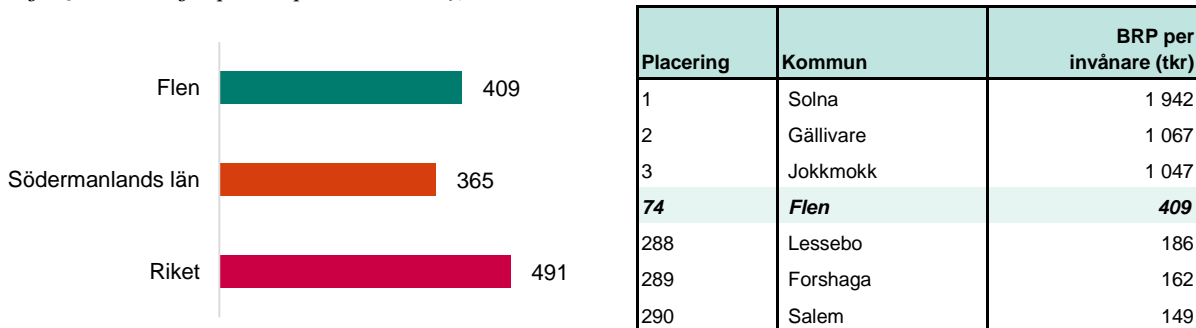 Flen 409
Södermanlands län 365
Riket 491
Placering Kommun BRP per invånare (tkr)
1 Solna 1 942
2 Gällivare 1 067
3 Jokkmokk 1 047
74 Flen 409
288 Lessebo 186
289 Forshaga 162
290 Salem 149